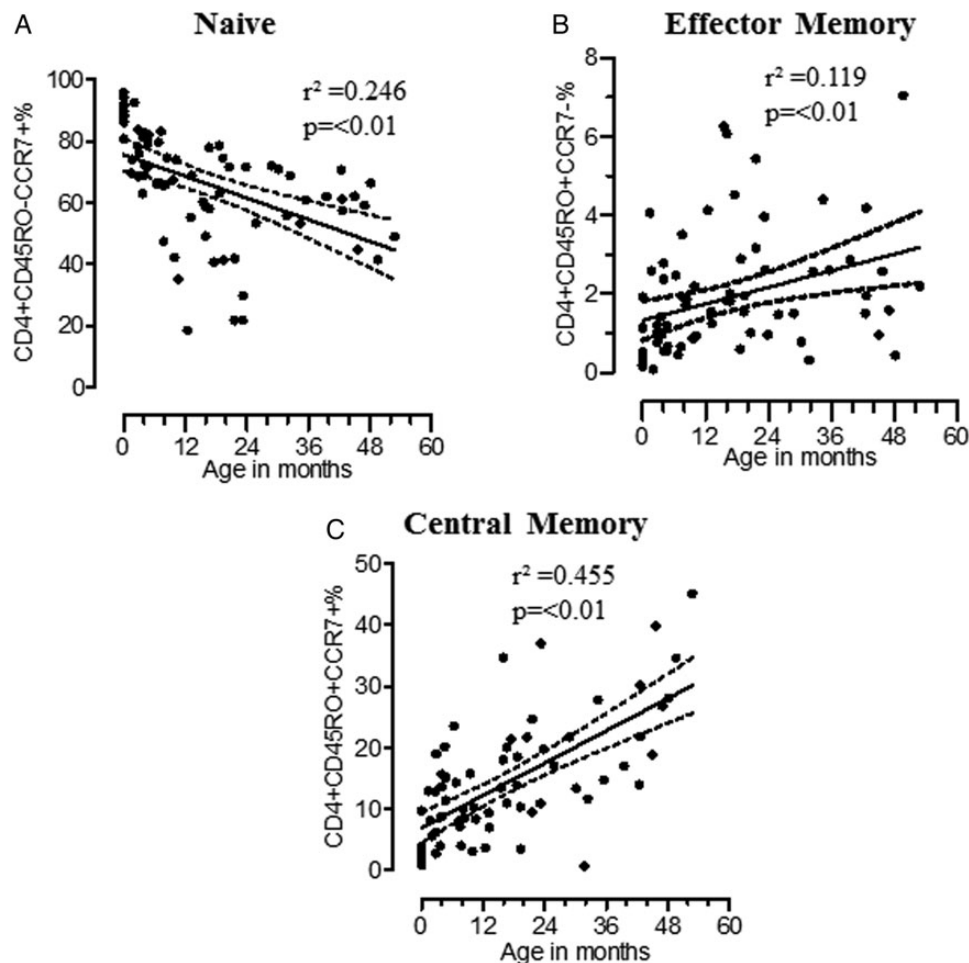 A
Naive
r² =0.246
p=<0.01
CD4+CD45RO-CCR7+%
100
80
60
40
20
0
0 12 24 36 48 60
Age in months
B
Effector Memory
r² =0.119
p=<0.01
CD4+CD45RO+CCR7-%
8
6
4
2
0
0 12 24 36 48 60
Age in months
C
Central Memory
r² =0.455
p=<0.01
CD4+CD45RO+CCR7+%
50
40
30
20
10
0
0 12 24 36 48 60
Age in months